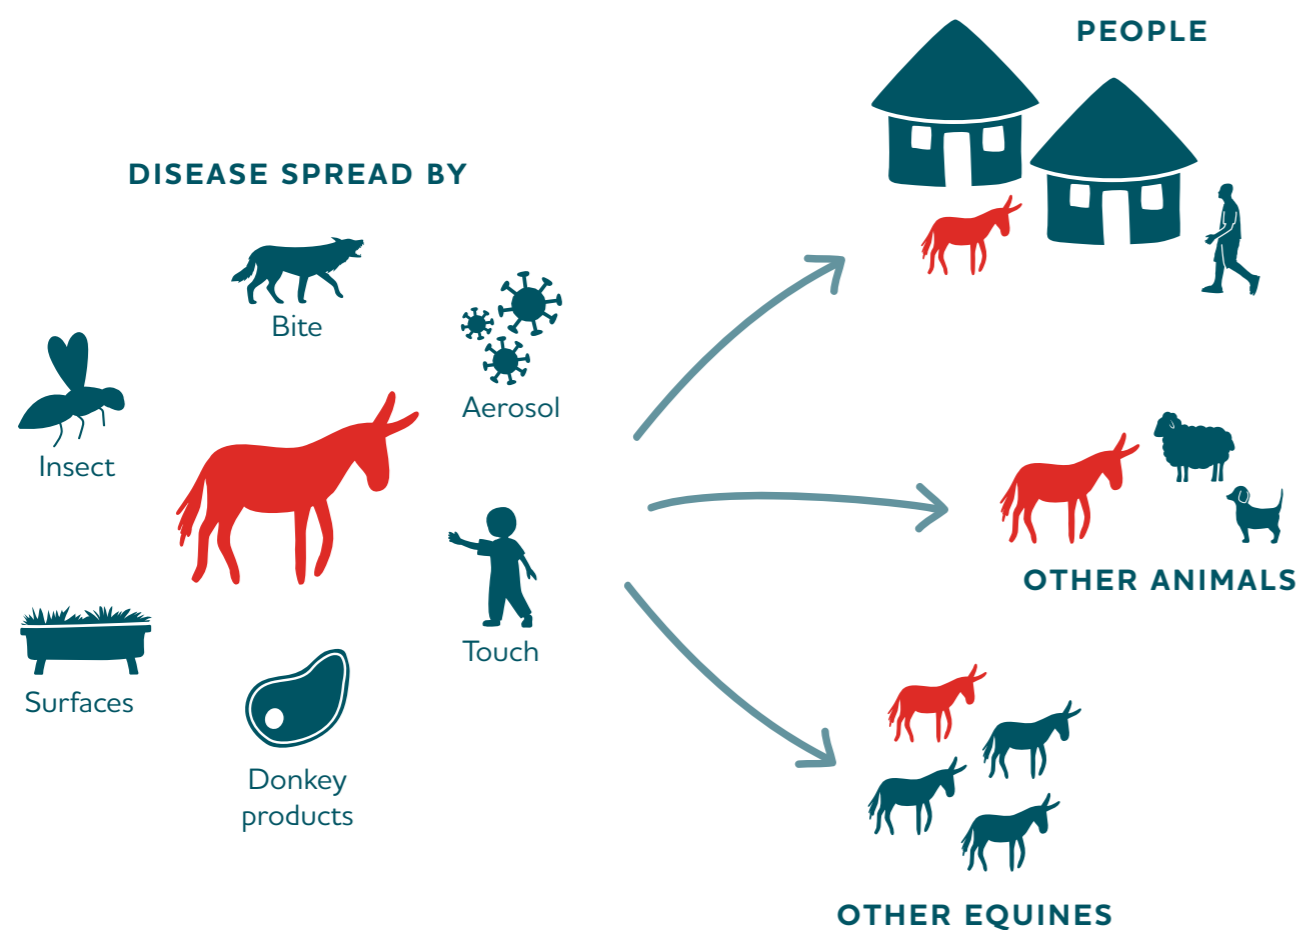 PEOPLE
DISEASE SPREAD BY
Bite
Aerosol
Insect
OTHER ANIMALS
Touch
Surfaces
Donkey
products
OTHER EQUINES